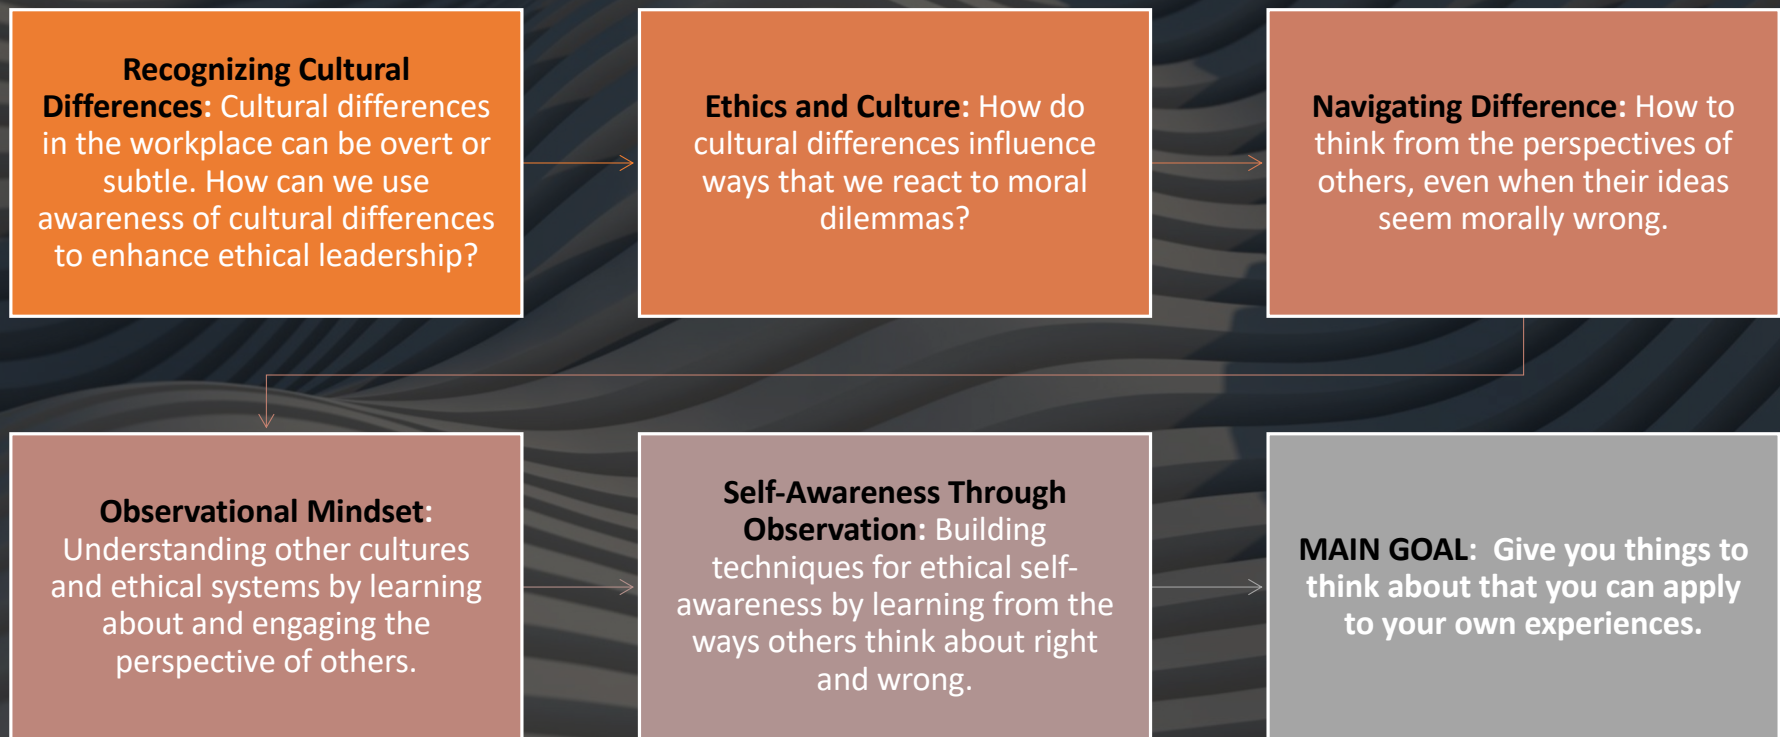 Recognizing Cultural
Differences: Cultural differences
in the workplace can be overt or
subtle. How can we use
awareness of cultural differences
to enhance ethical leadership?
Ethics and Culture: How do
cultural differences influence
ways that we react to moral
dilemmas?
Navigating Difference: How to
think from the perspectives of
others, even when their ideas
seem morally wrong.
Observational Mindset:
Understanding other cultures
and ethical systems by learning
about and engaging the
perspective of others.
Self-Awareness Through
Observation: Building
techniques for ethical self-
awareness by learning from the
ways others think about right
and wrong.
MAIN GOAL:  Give you things to
think about that you can apply
to your own experiences.